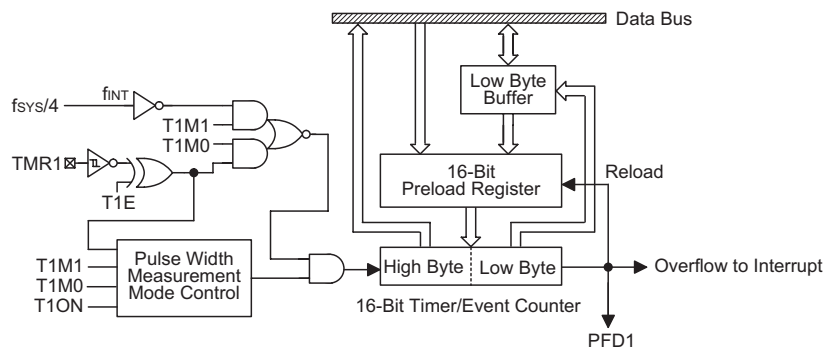 Data Bus
Low Byte
Buffer
fSYS/4
fINT
T1M1
T1M0
TMR1
T1E
16-Bit
Preload Register
Reload
T1M1
T1M0
T1ON
Pulse Width
Measurement
Mode Control
High Byte
Low Byte
Overflow to Interrupt
16-Bit Timer/Event Counter
PFD1